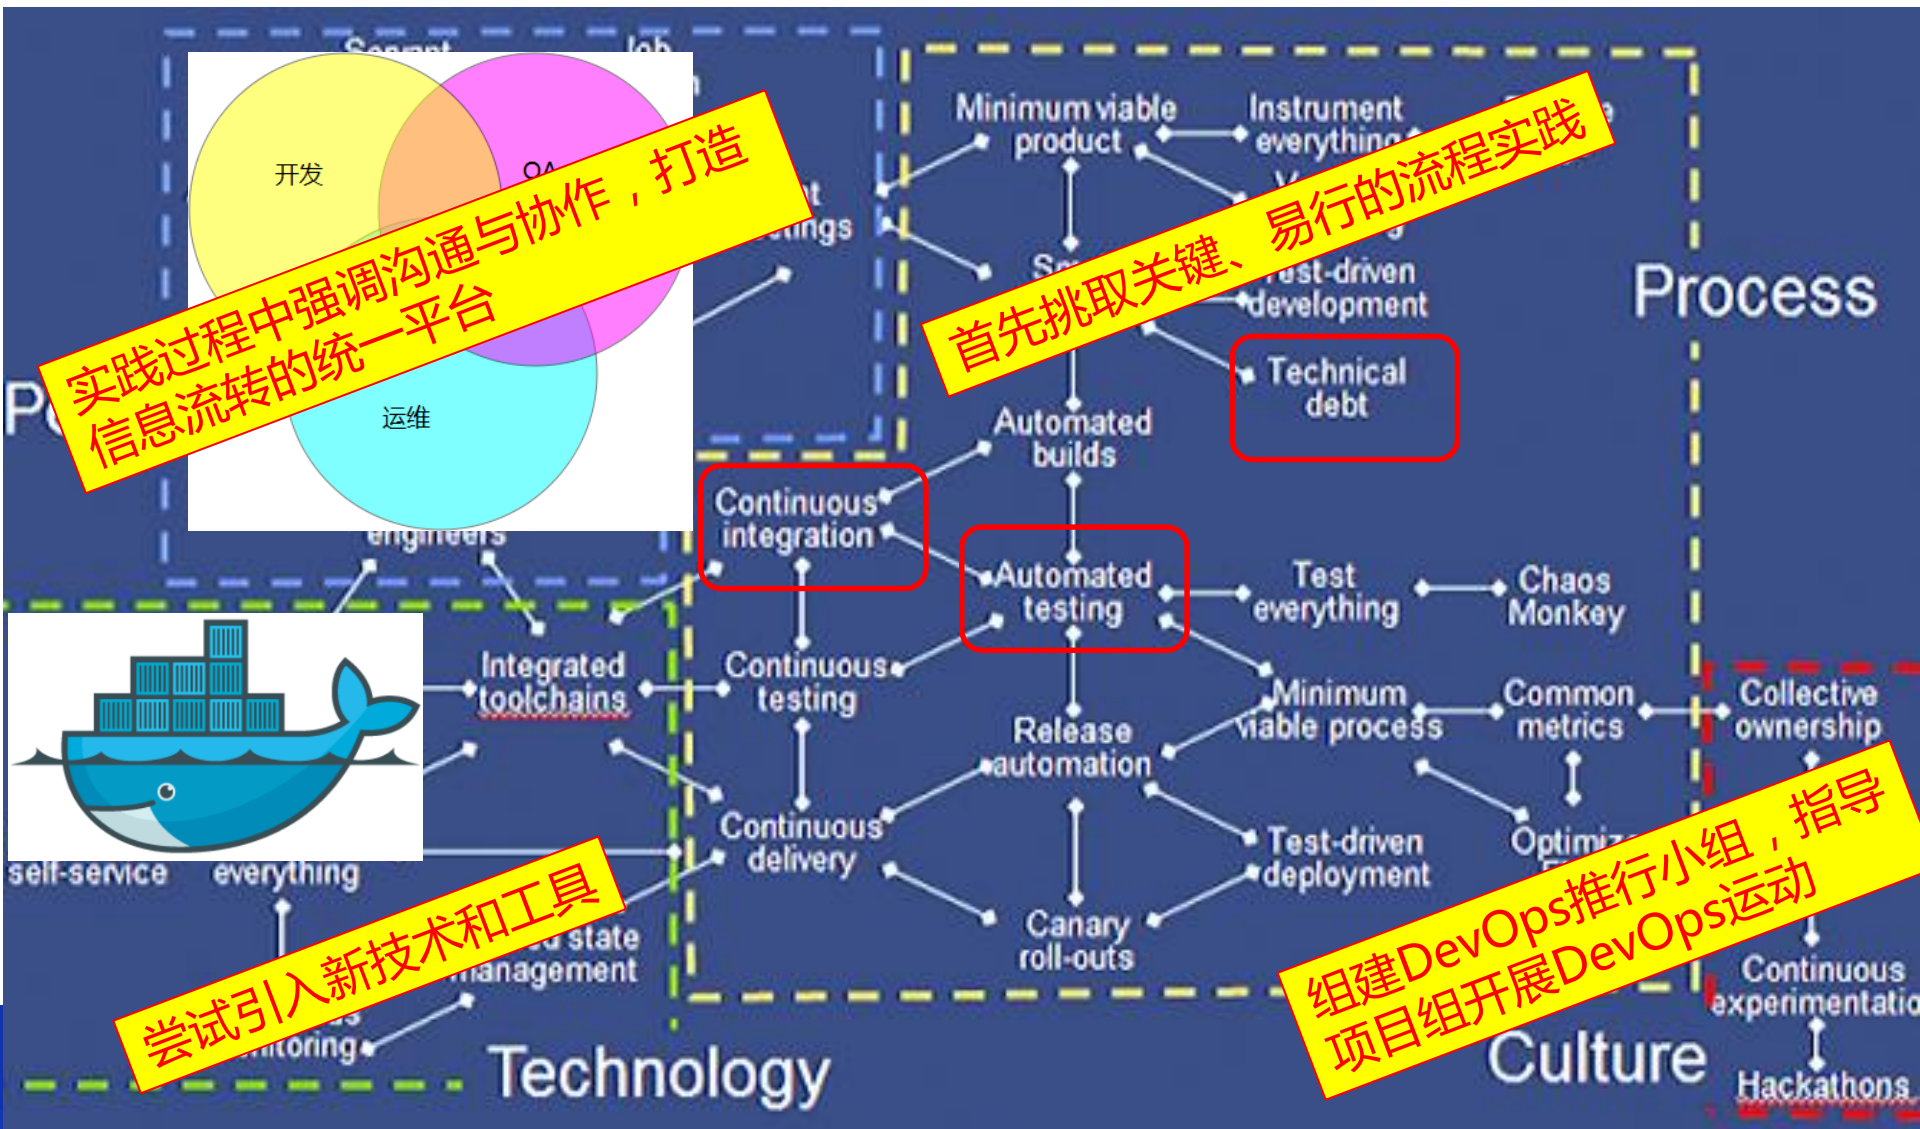 开发
QA
运维
实践过程中强调沟通与协作，打造
信息流转的统一平台
首先挑取关键、易行的流程实践
Minimum viable
product
Instrument
everything
Test-driven
development
Technical
debt
Process
Automated
builds
Continuous
integration
engineers
Automated
testing
Test
everything
Chaos
Monkey
Integrated
toolchains
Continuous
testing
Minimum
viable process
Common
metrics
Collective
ownership
Release
automation
Continuous
delivery
Test-driven
deployment
self-service
everything
Canary
roll-outs
state
management
尝试引入新技术和工具
组建DevOps推行小组，指导
项目组开展DevOps运动
Continuous
Technology
Culture
Hackathons